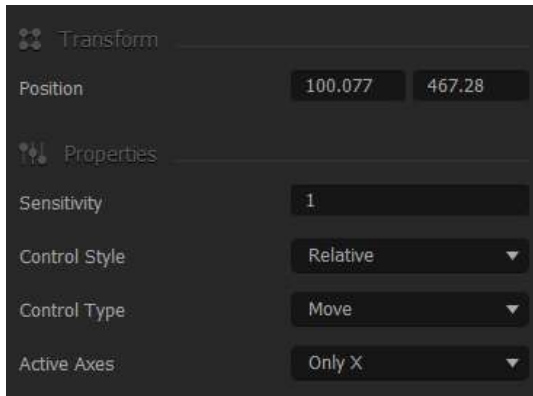 Transform
Position 100.077 467.28
Properties
Sensitivity 1
Control Style Relative
Control Type Move
Active Axes Only X